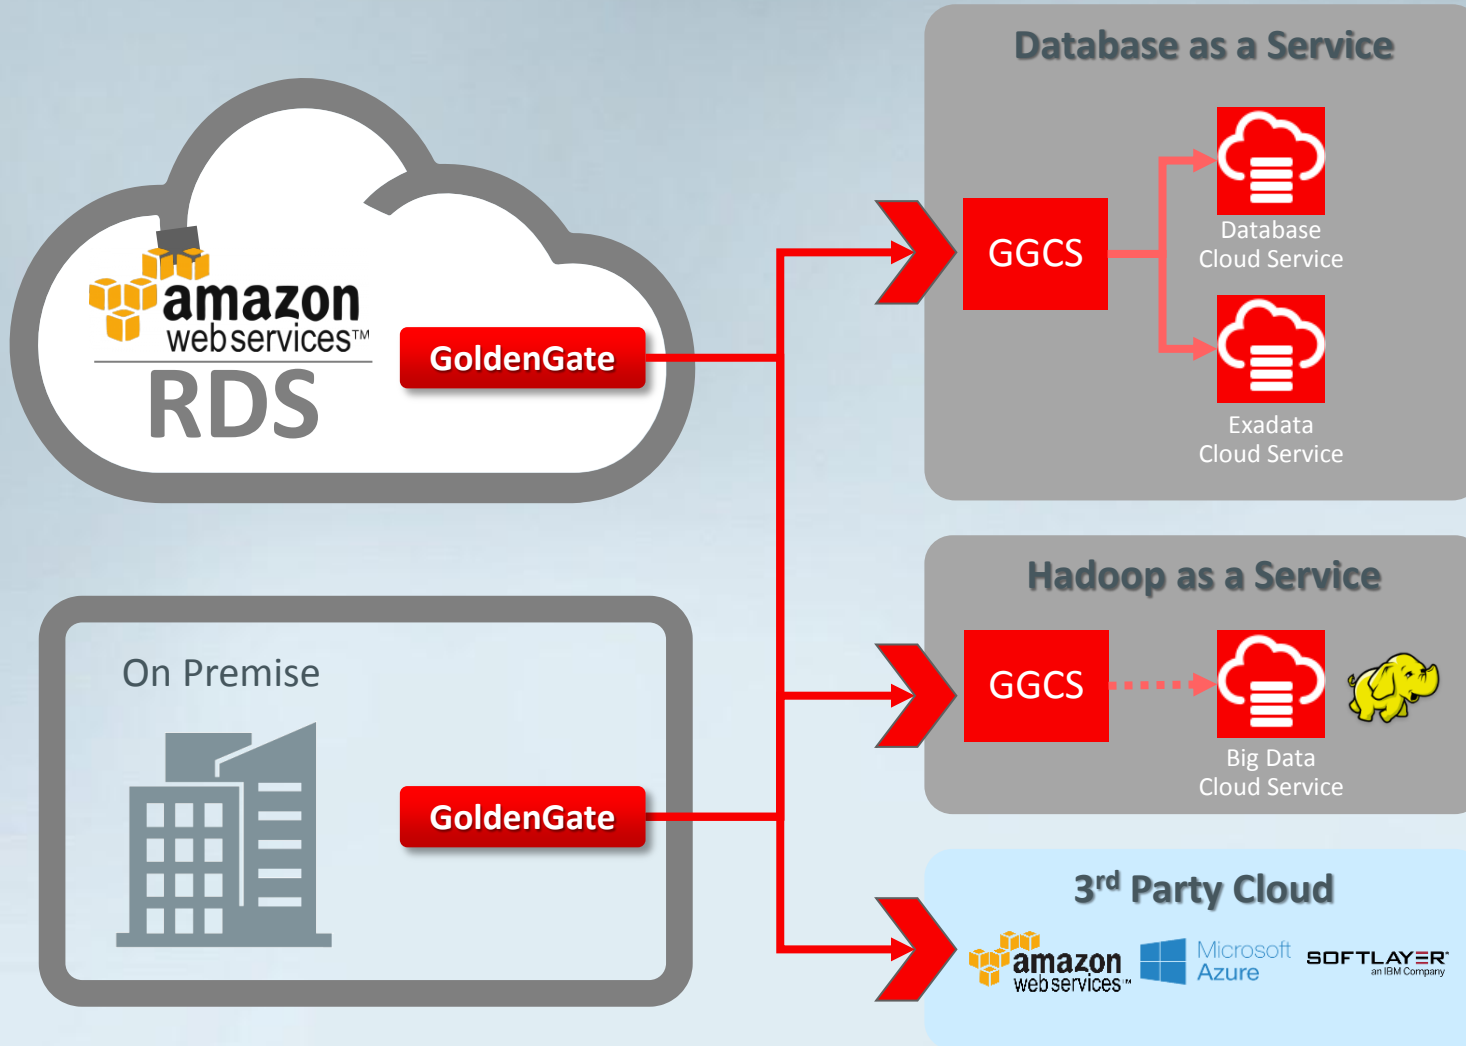 amazon
webservices™
RDS
GoldenGate
On Premise
GoldenGate
Database as a Service
GGCS
Database
Cloud Service
Exadata
Cloud Service
Hadoop as a Service
GGCS
Big Data
Cloud Service
3rd Party Cloud
amazon
webservices™
Microsoft
Azure
SOFTLAYER®
an IBM Company